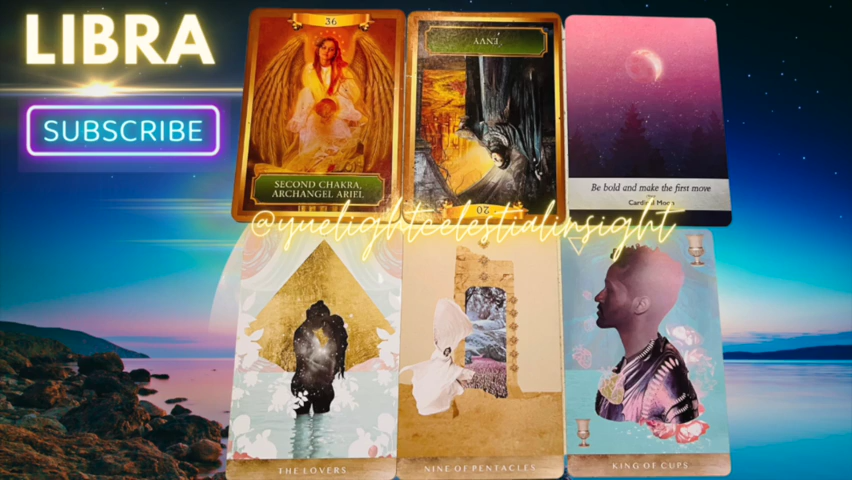 LIBRA
SUBSCRIBE
36
SECOND CHAKRA,
ARCHANGEL ARIEL
ENVY
20
Be bold and make the first move
Cardinal Moon
@yuelightcelestialinsight
THE LOVERS
NINE OF PENTACLES
KING OF CUPS